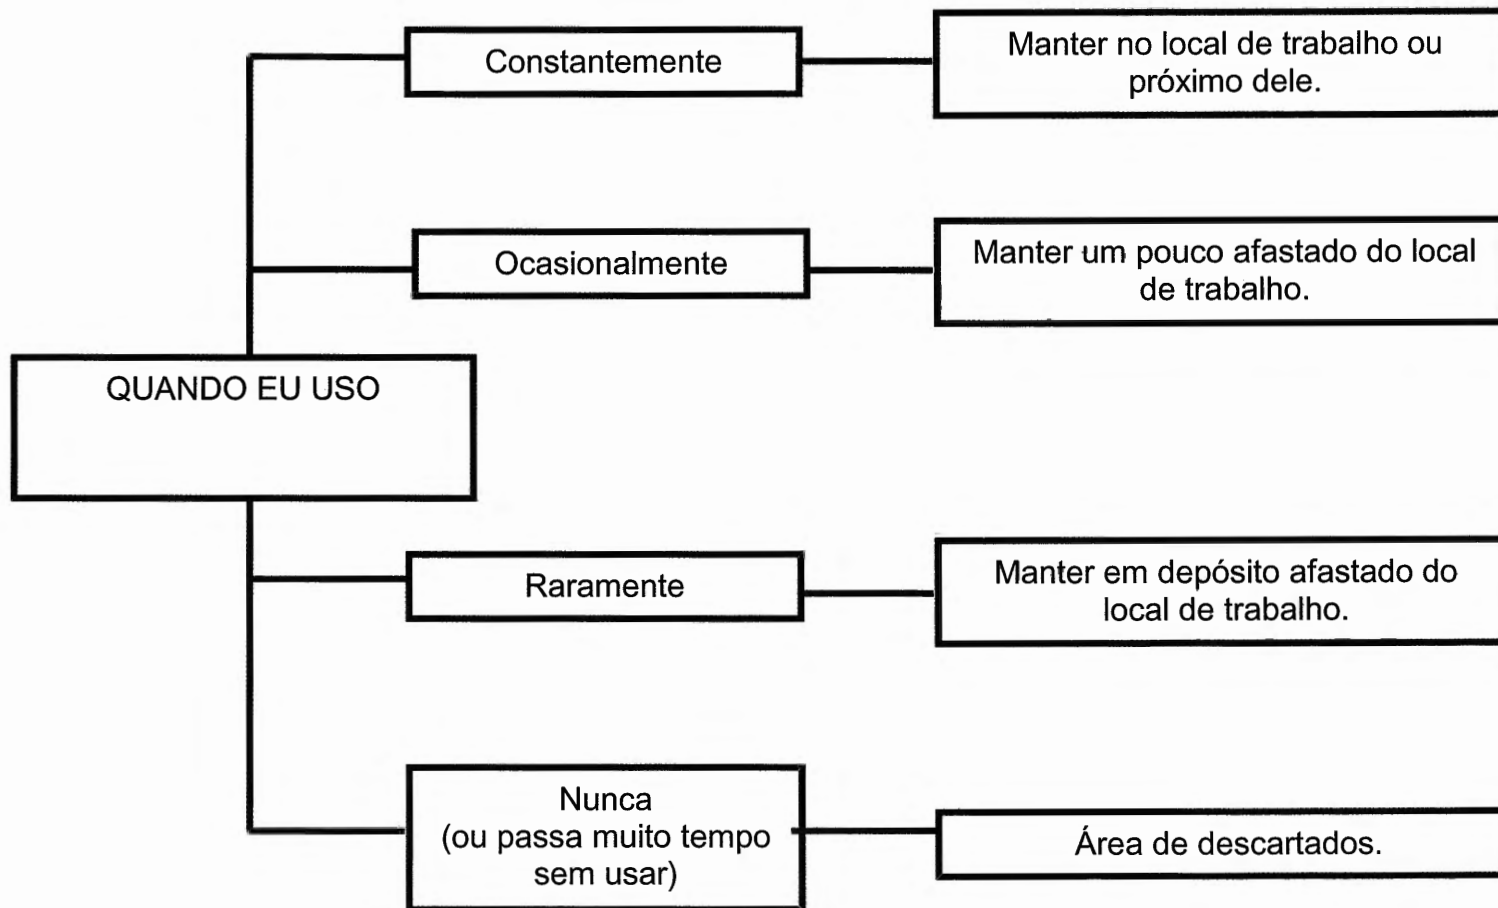 Constantemente
Manter no local de trabalho ou
próximo dele.
Ocasionalmente
Manter um pouco afastado do local
de trabalho.
QUANDO EU USO
Raramente
Manter em depósito afastado do
local de trabalho.
Nunca
(ou passa muito tempo
sem usar)
Área de descartados.